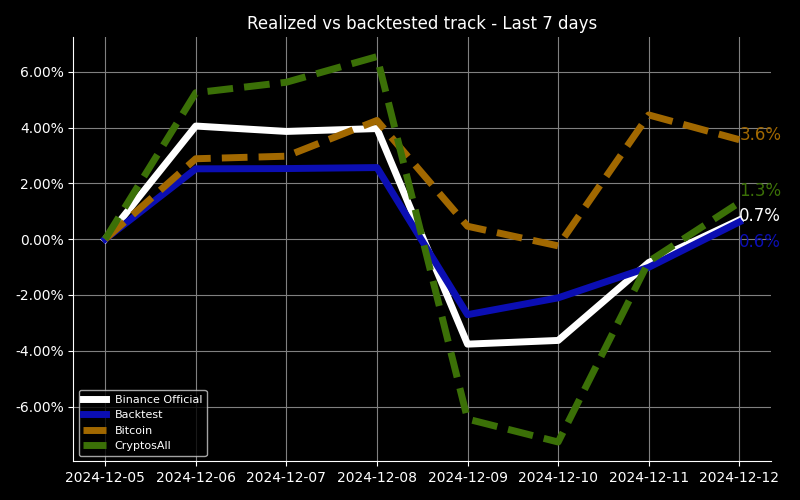 Realized vs backtested track - Last 7 days
6.00%
4.00%
2.00%
0.00%
-2.00%
-4.00%
-6.00%
3.6%
1.3%
0.7%
0.6%
Binance Official
Backtest
Bitcoin
CryptosAll
2024-12-05 2024-12-06 2024-12-07 2024-12-08 2024-12-09 2024-12-10 2024-12-11 2024-12-12